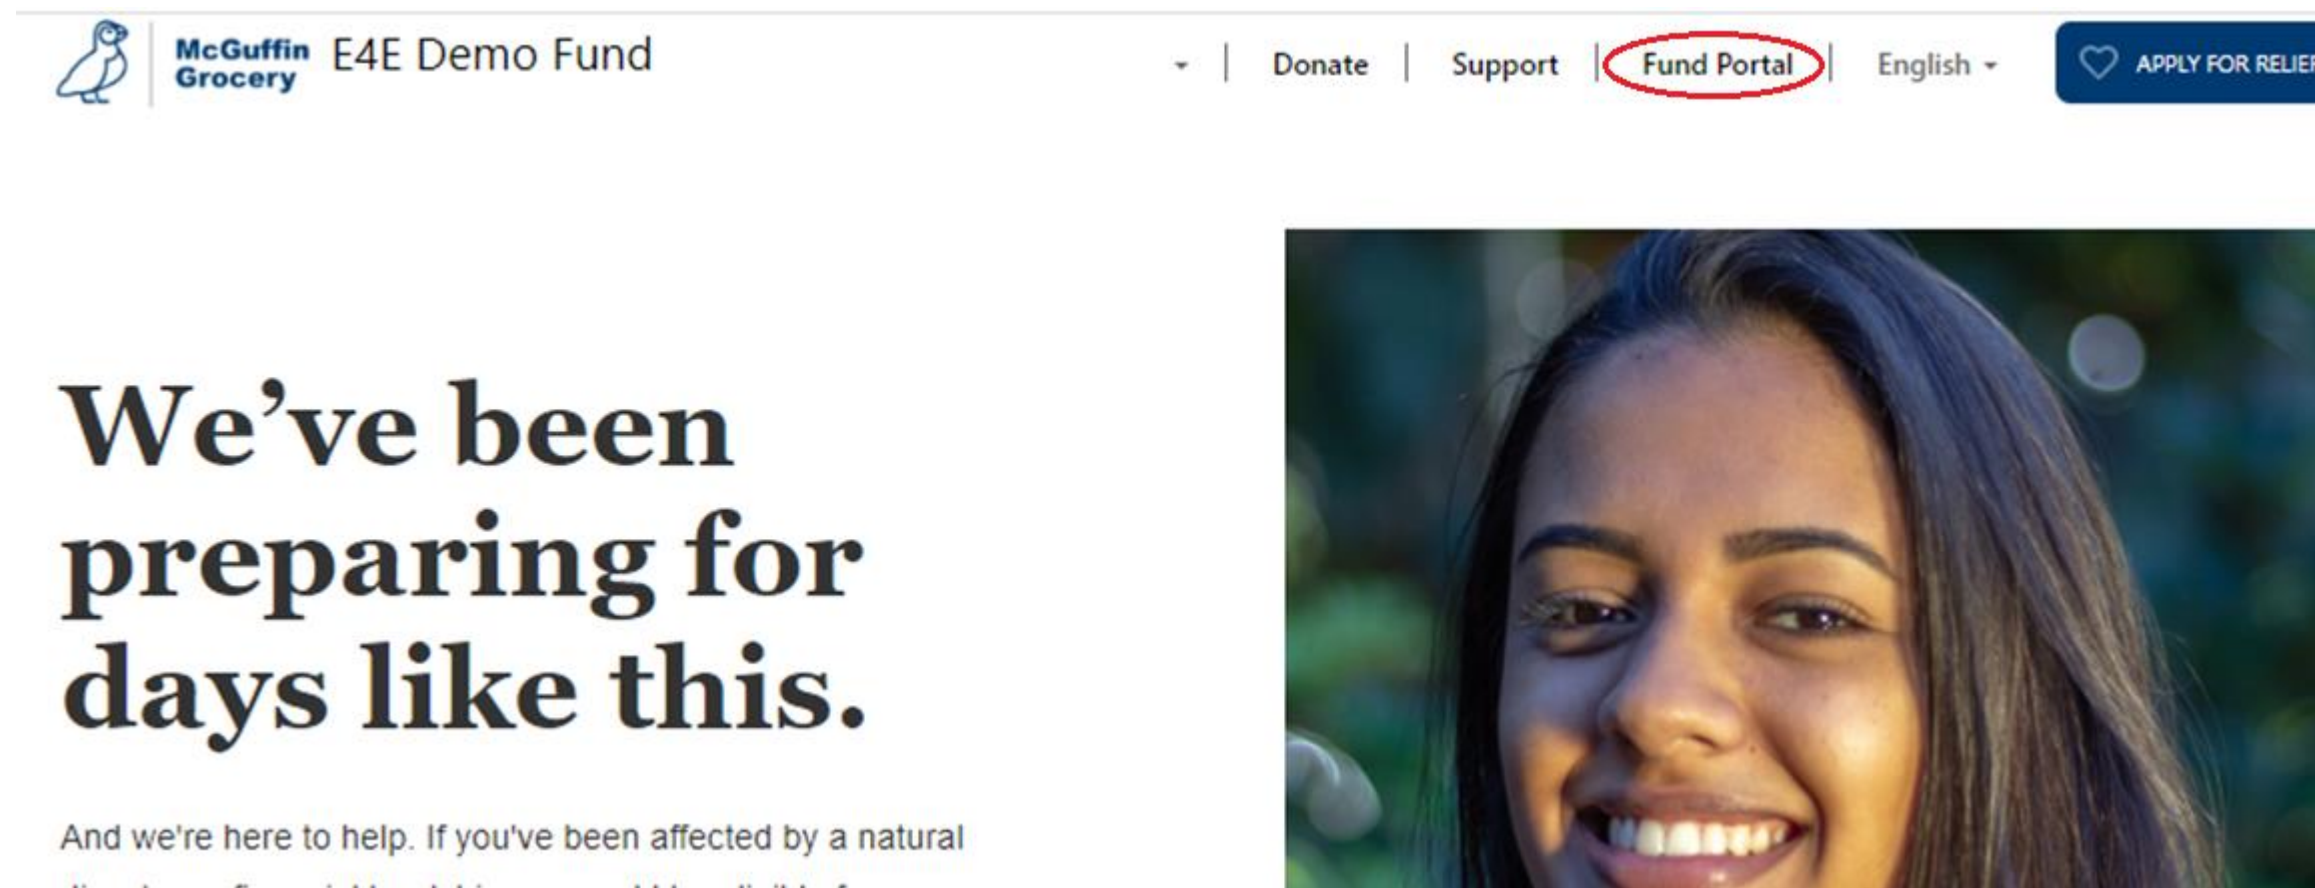 McGuffin
Grocery
E4E Demo Fund
Donate
Support
Fund Portal
English
APPLY FOR RELIEF
We’ve been
preparing for
days like this.
And we're here to help. If you've been affected by a natural